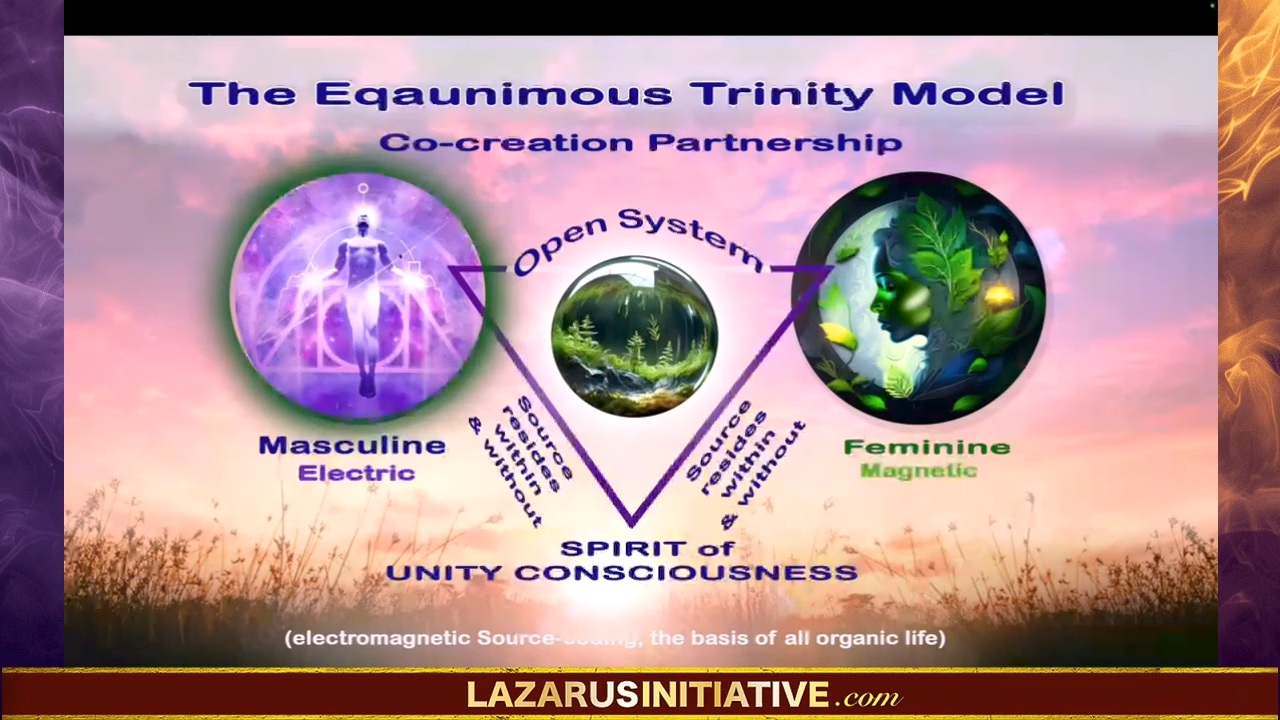 The Eqaunimous Trinity Model
Co-creation Partnership
Open System
Masculine
Electric
Source
resides
within
& without
Source
resides
within
& without
Feminine
Magnetic
SPIRIT of
UNITY CONSCIOUSNESS
(electromagnetic Source-coding, the basis of all organic life)
LAZARUSINITIATIVE.com